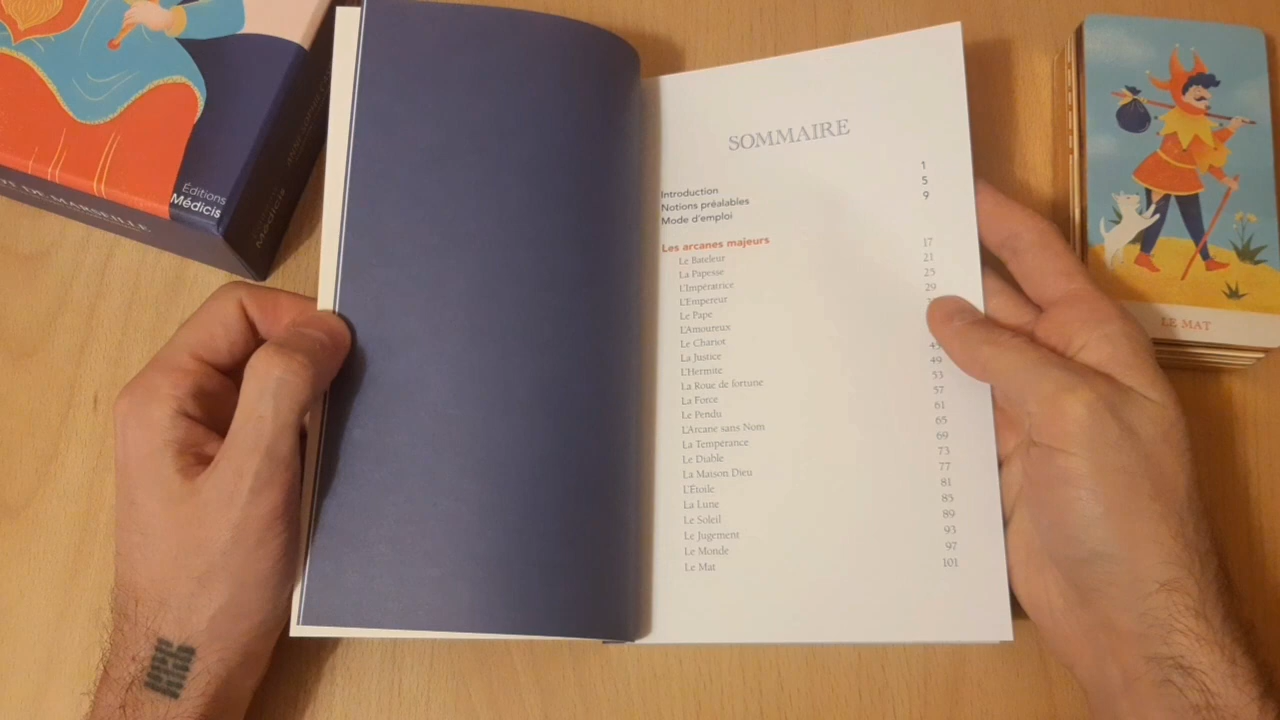 Éditions
Médicis
DE MARSEILLE
SOMMAIRE
Introduction 1
Notions préalables 5
Mode d'emploi 9
Les arcanes majeurs
Le Bateleur 17
La Papesse 21
L'Impératrice 25
L'Empereur 29
Le Pape
L'Amoureux
Le Chariot
La Justice
L'Hermite 49
La Roue de fortune 53
La Force 57
Le Pendu 61
L'Arcane sans Nom 65
La Tempérance 69
Le Diable 73
La Maison Dieu 77
L'Étoile 81
La Lune 85
Le Soleil 89
Le Jugement 93
Le Monde 97
Le Mat 101
LE MAT